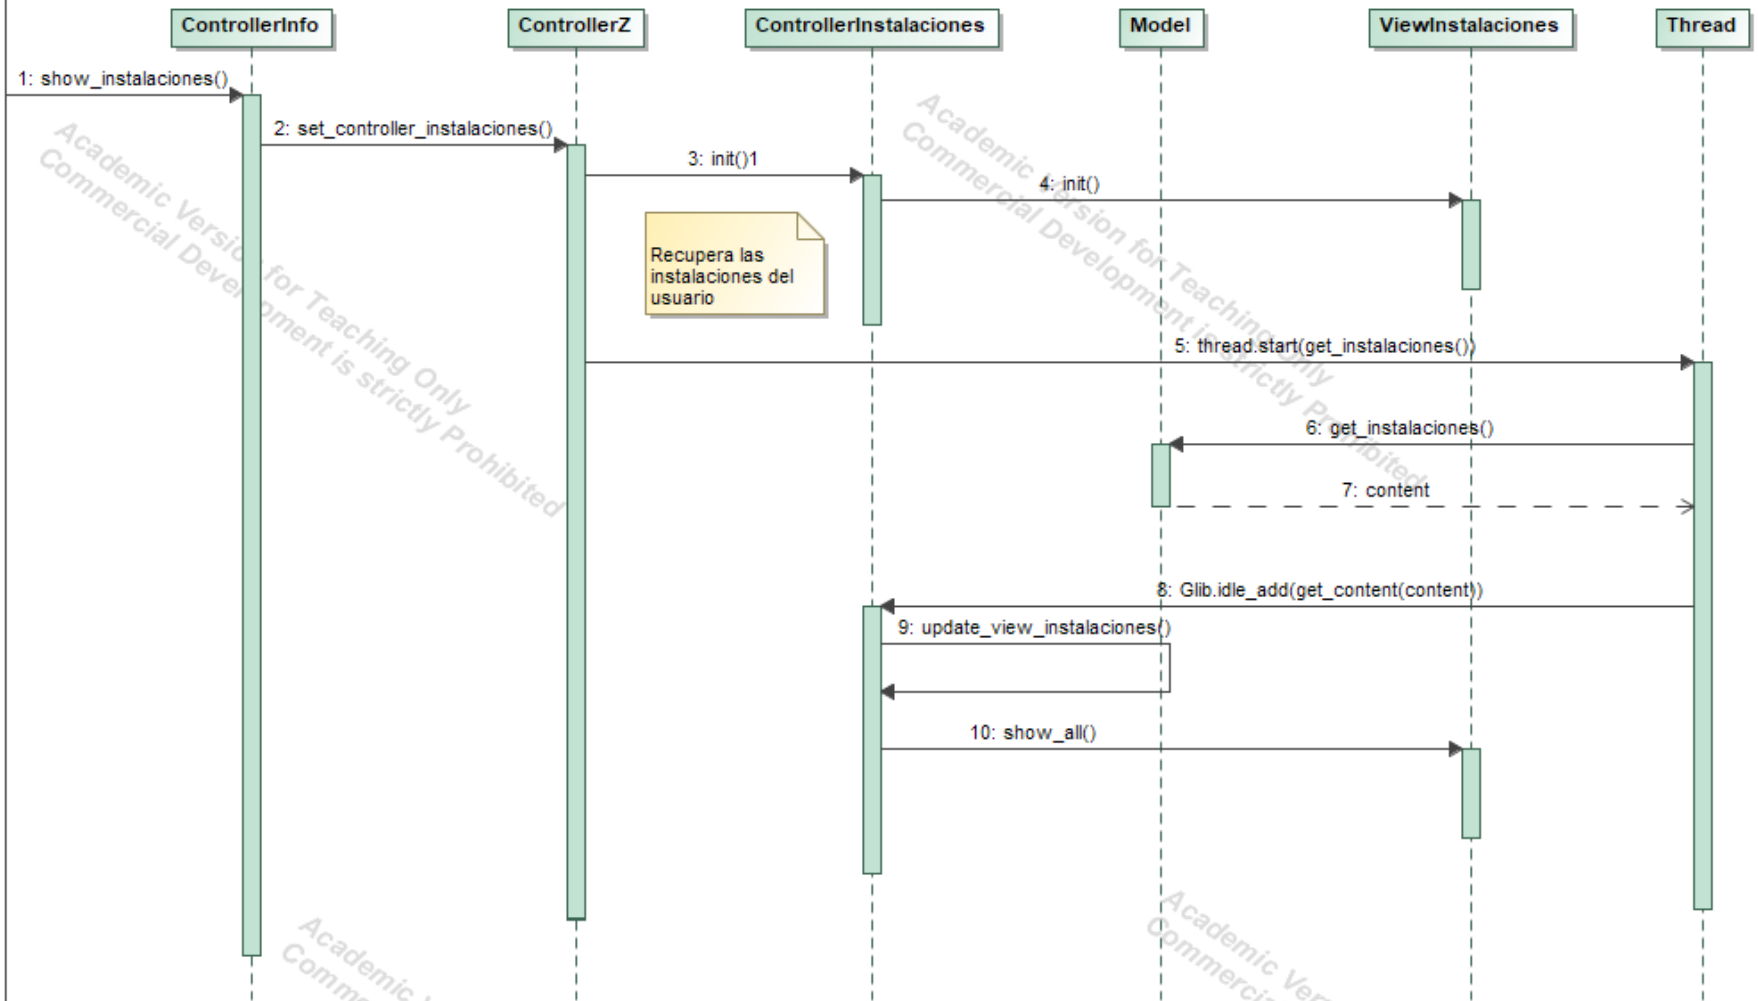 ControllerInfo
ControllerZ
ControllerInstalaciones
Model
ViewInstalaciones
Thread
1: show_instalaciones()
2: set_controller_instalaciones()
3: init()1
4: init()
Recupera las
instalaciones del
usuario
5: thread.start(get_instalaciones())
6: get_instalaciones()
7: content
8: Glib.idle_add(get_content(content))
9: update_view_instalaciones()
10: show_all()
Academic Version for Teaching Only
Commercial Development is strictly Prohibited
Academic Version for Teaching Only
Commercial Development is strictly Prohibited
Academic
Academic